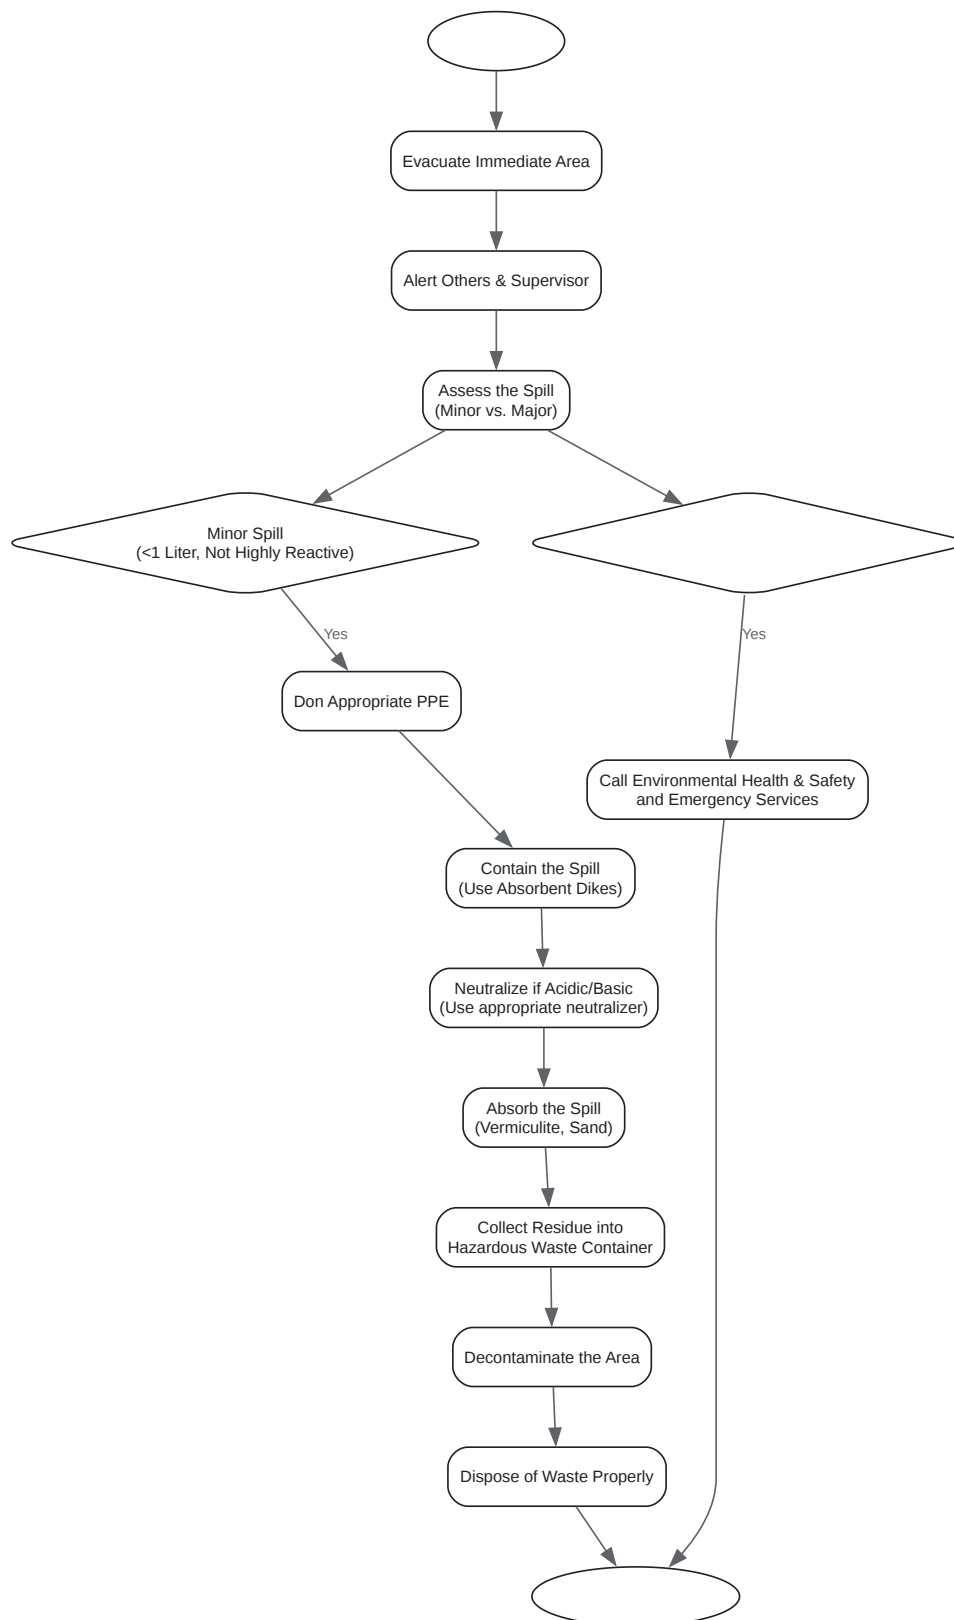 Evacuate Immediate Area
Alert Others & Supervisor
Assess the Spill
(Minor vs. Major)
Minor Spill
(<1 Liter, Not Highly Reactive)
Yes
Yes
Don Appropriate PPE
Call Environmental Health & Safety
and Emergency Services
Contain the Spill
(Use Absorbent Dikes)
Neutralize if Acidic/Basic
(Use appropriate neutralizer)
Absorb the Spill
(Vermiculite, Sand)
Collect Residue into
Hazardous Waste Container
Decontaminate the Area
Dispose of Waste Properly